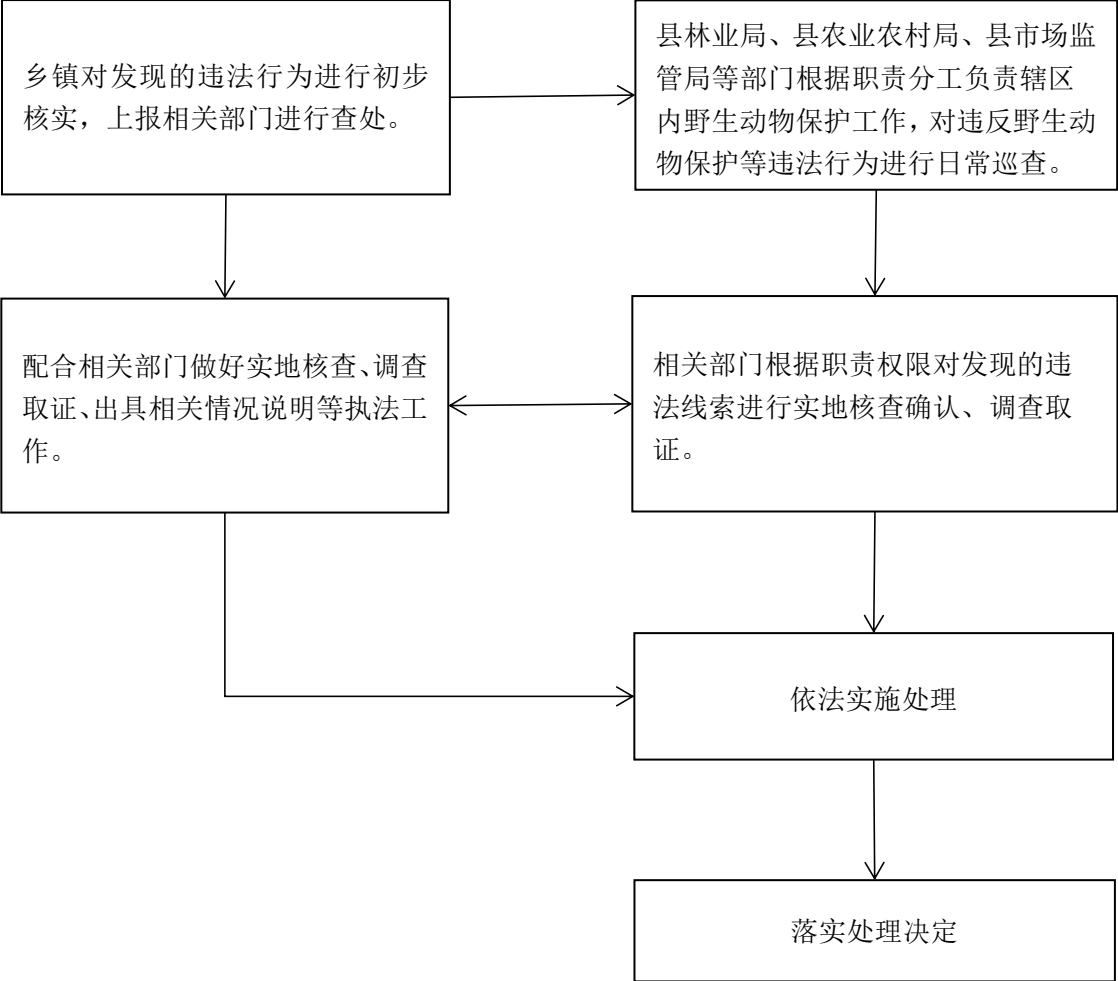 乡镇对发现的违法行为进行初步
核实，上报相关部门进行查处。
县林业局、县农业农村局、县市场监
管局等部门根据职责分工负责辖区
内野生动物保护工作，对违反野生动
物保护等违法行为进行日常巡查。
配合相关部门做好实地核查、调查
取证、出具相关情况说明等执法工
作。
相关部门根据职责权限对发现的违
法线索进行实地核查确认、调查取
证。
依法实施处理
落实处理决定